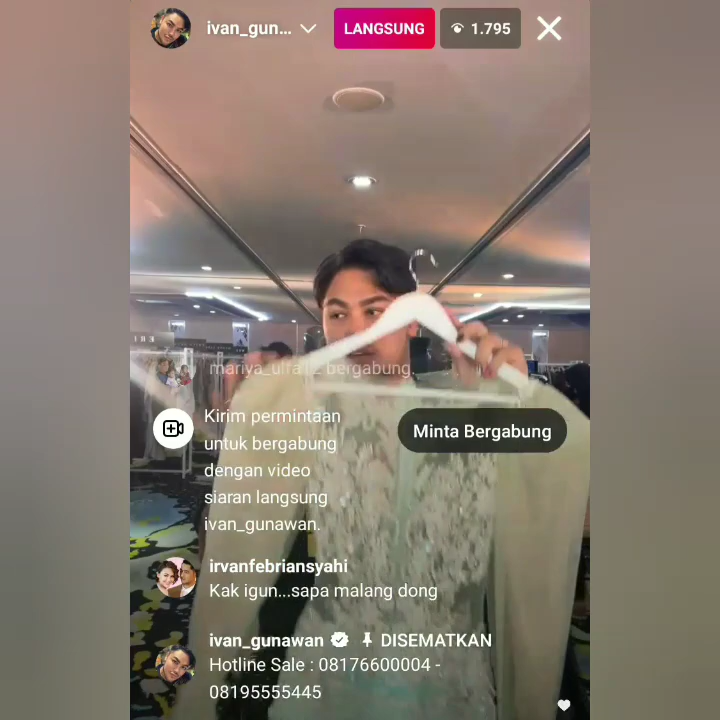 ivan_gun...
LANGSUNG
1.795
mariya_ulfa12 bergabung.
Kirim permintaan
untuk bergabung
dengan video
siaran langsung
ivan_gunawan.
Minta Bergabung
irvanfebriansyahi
Kak igun...sapa malang dong
ivan_gunawan DISEMATKAN
Hotline Sale : 08176600004 -
08195555445